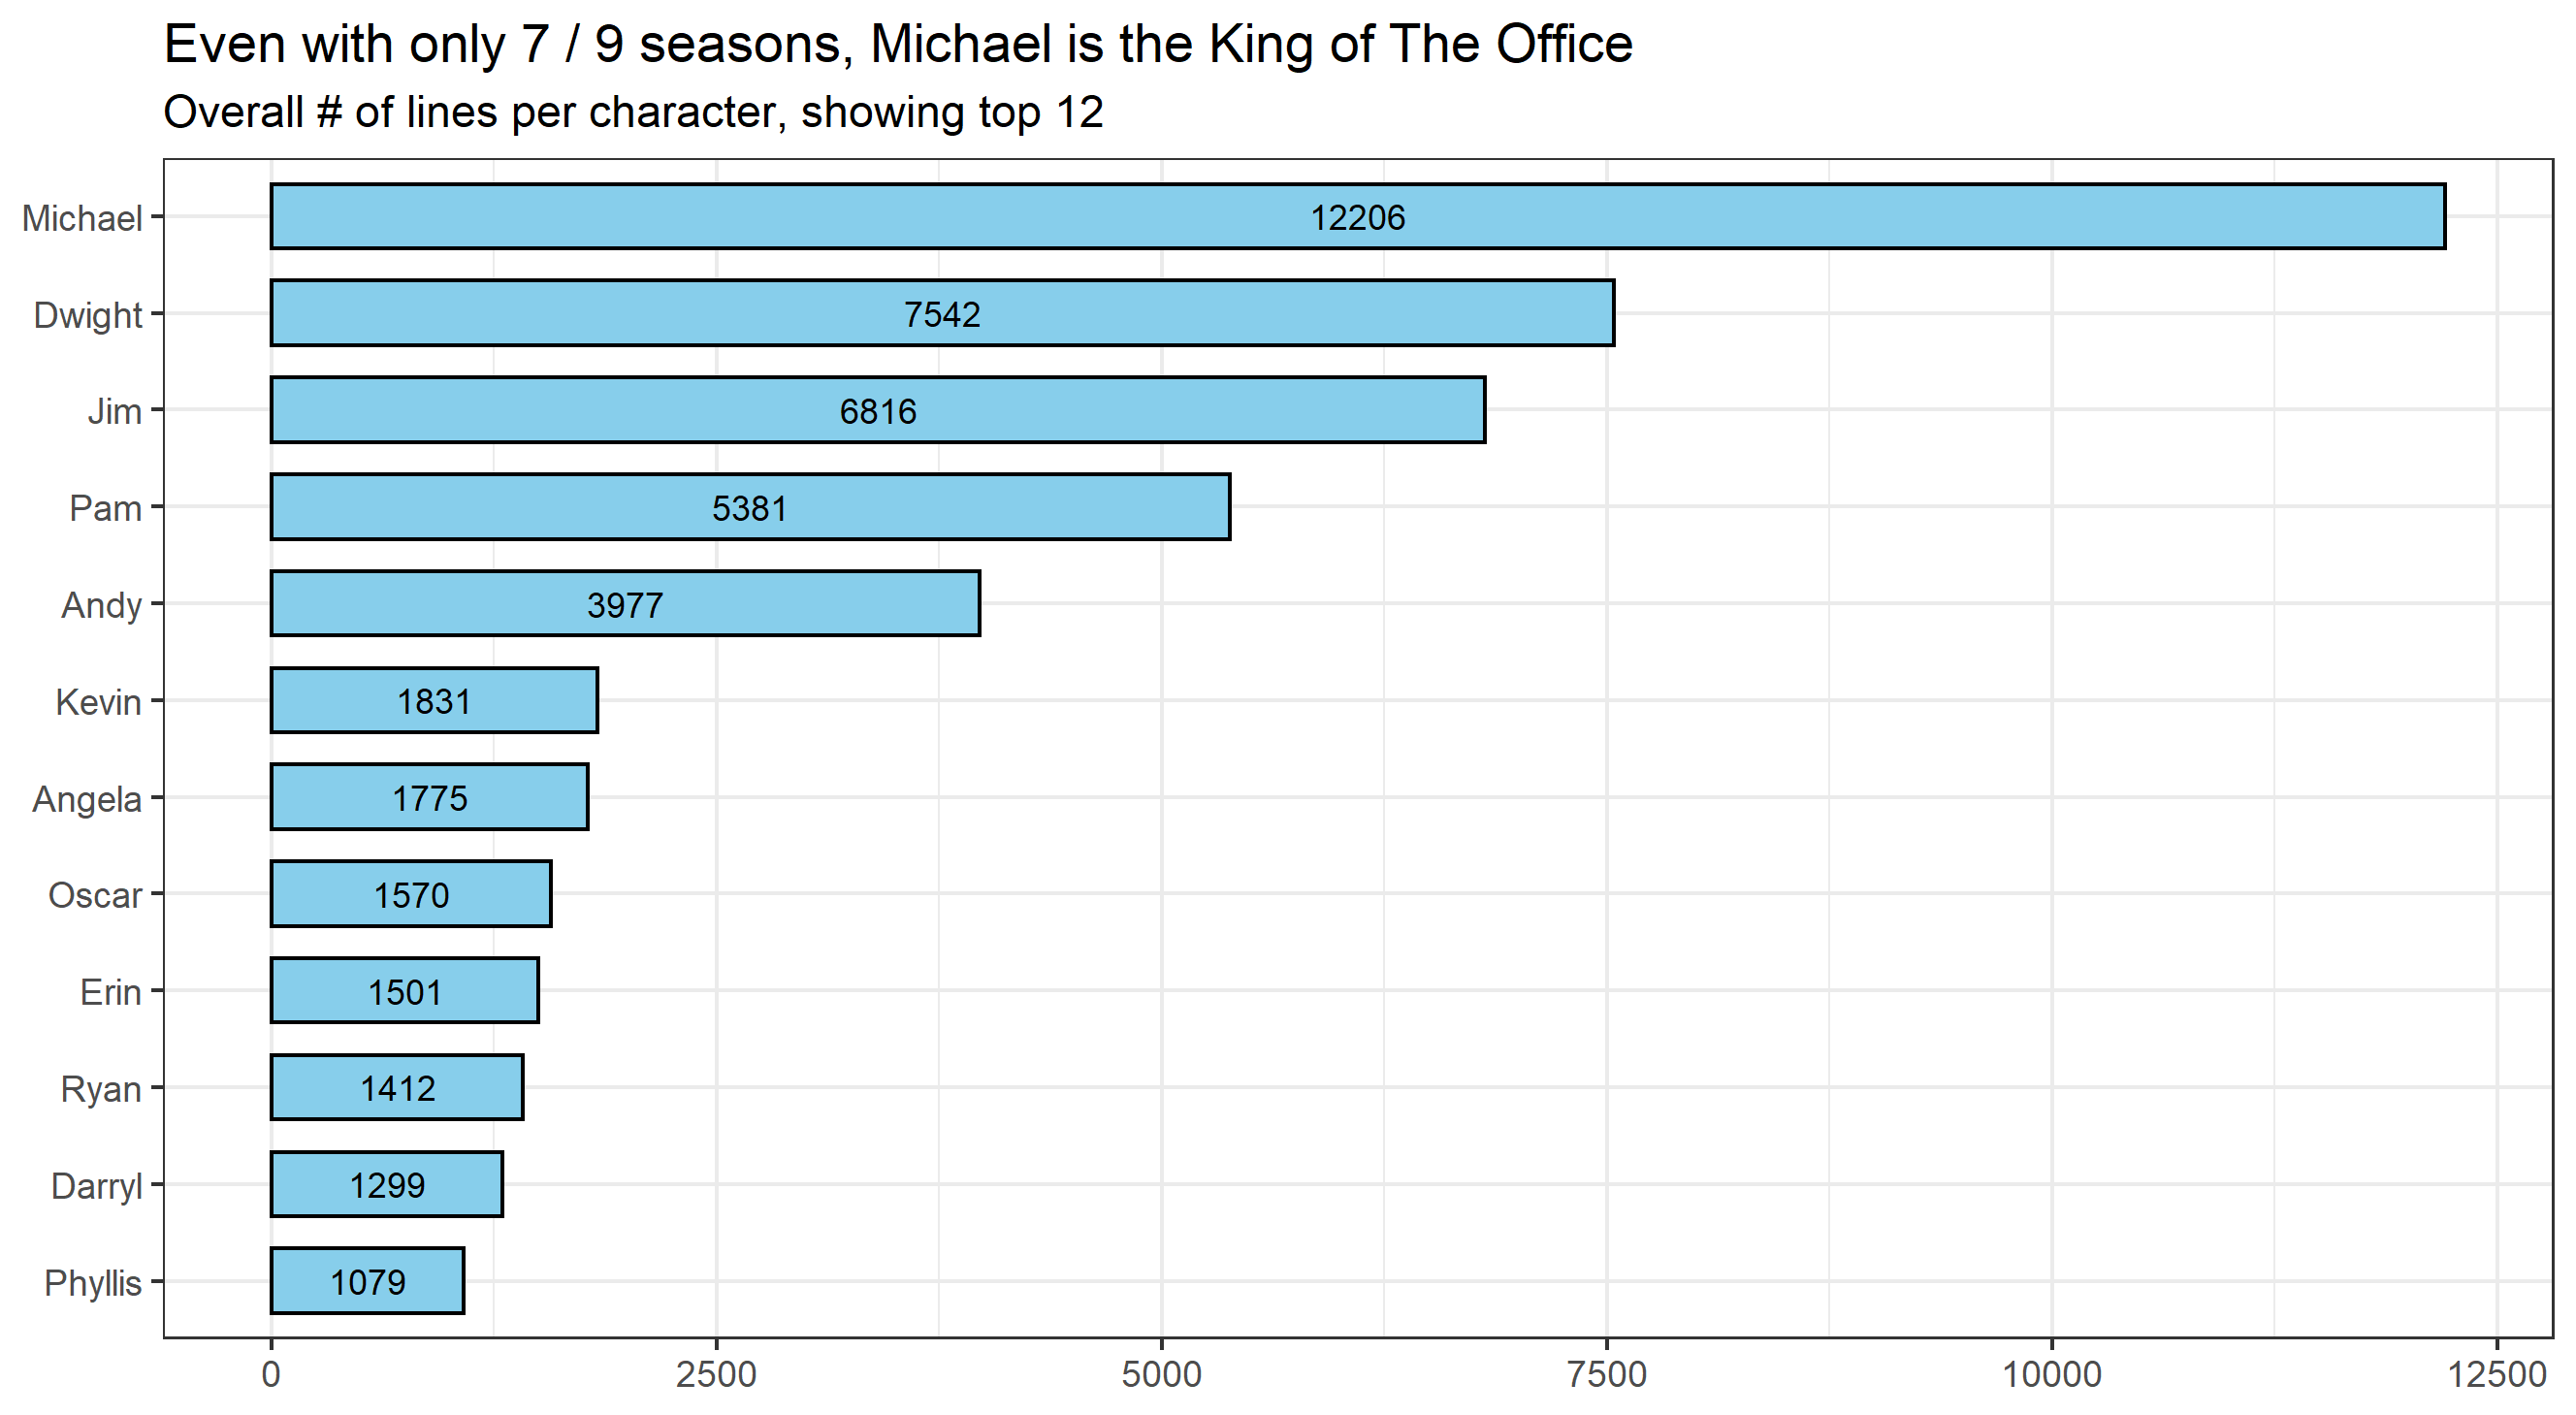 Even with only 7 / 9 seasons, Michael is the King of The Office
Overall # of lines per character, showing top 12
Michael 12206
Dwight 7542
Jim 6816
Pam 5381
Andy 3977
Kevin 1831
Angela 1775
Oscar 1570
Erin 1501
Ryan 1412
Darryl 1299
Phyllis 1079
0 2500 5000 7500 10000 12500